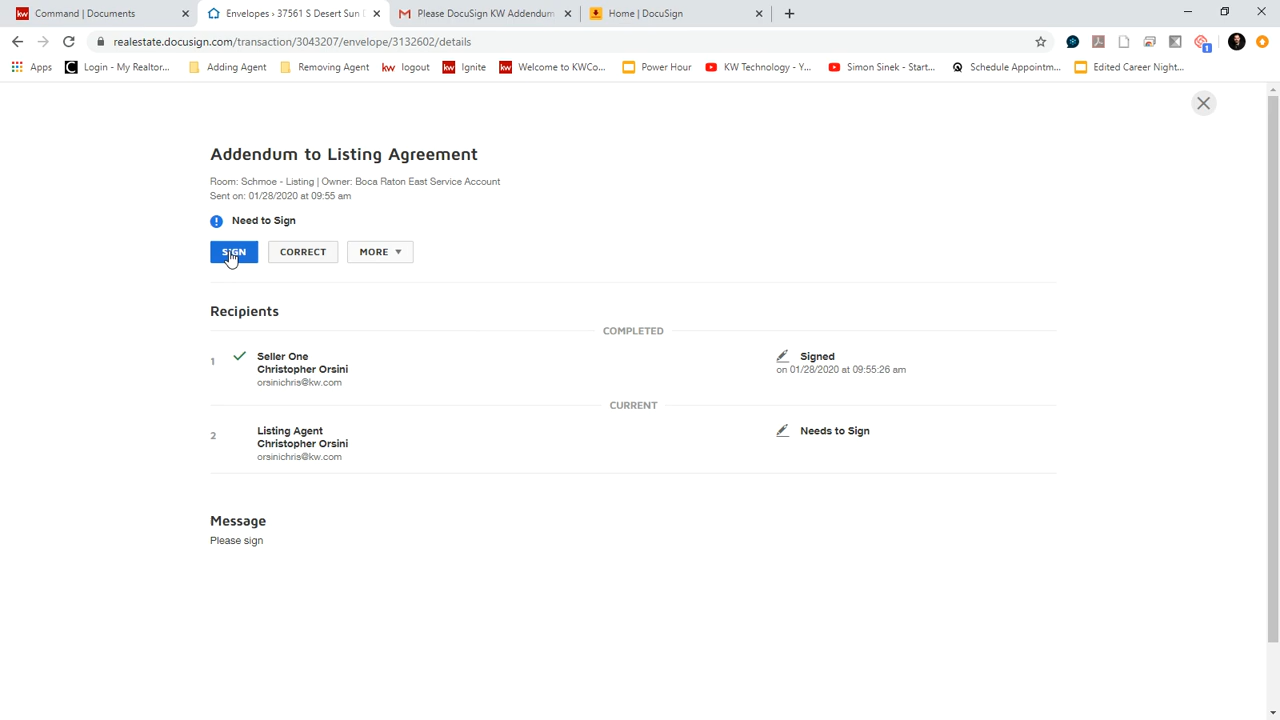 Command | Documents
Envelopes › 37561 S Desert Sun
Please DocuSign KW Addendum
Home | DocuSign
realestate.docusign.com/transaction/3043207/envelope/3132602/details
Apps
Login - My Realtor...
Adding Agent
Removing Agent
kw logout
kw Ignite
kw Welcome to KWCo...
Power Hour
KW Technology - Y...
Simon Sinek - Start...
Schedule Appointm...
Edited Career Night...
Addendum to Listing Agreement
Room: Schmoe - Listing | Owner: Boca Raton East Service Account
Sent on: 01/28/2020 at 09:55 am
Need to Sign
SIGN CORRECT MORE
Recipients
COMPLETED
1 Seller One
Christopher Orsini
orsinichris@kw.com
Signed
on 01/28/2020 at 09:55:26 am
CURRENT
2 Listing Agent
Christopher Orsini
orsinichris@kw.com
Needs to Sign
Message
Please sign